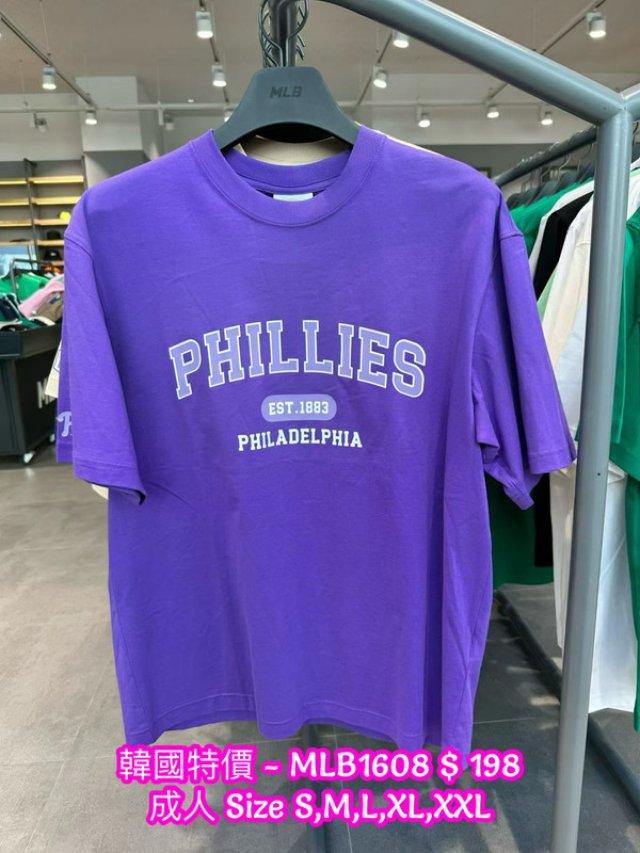 MLB
PHILLIES
EST.1883
PHILADELPHIA
韓國特價 ~ MLB1608 $ 198
成人 Size S,M,L,XL,XXL